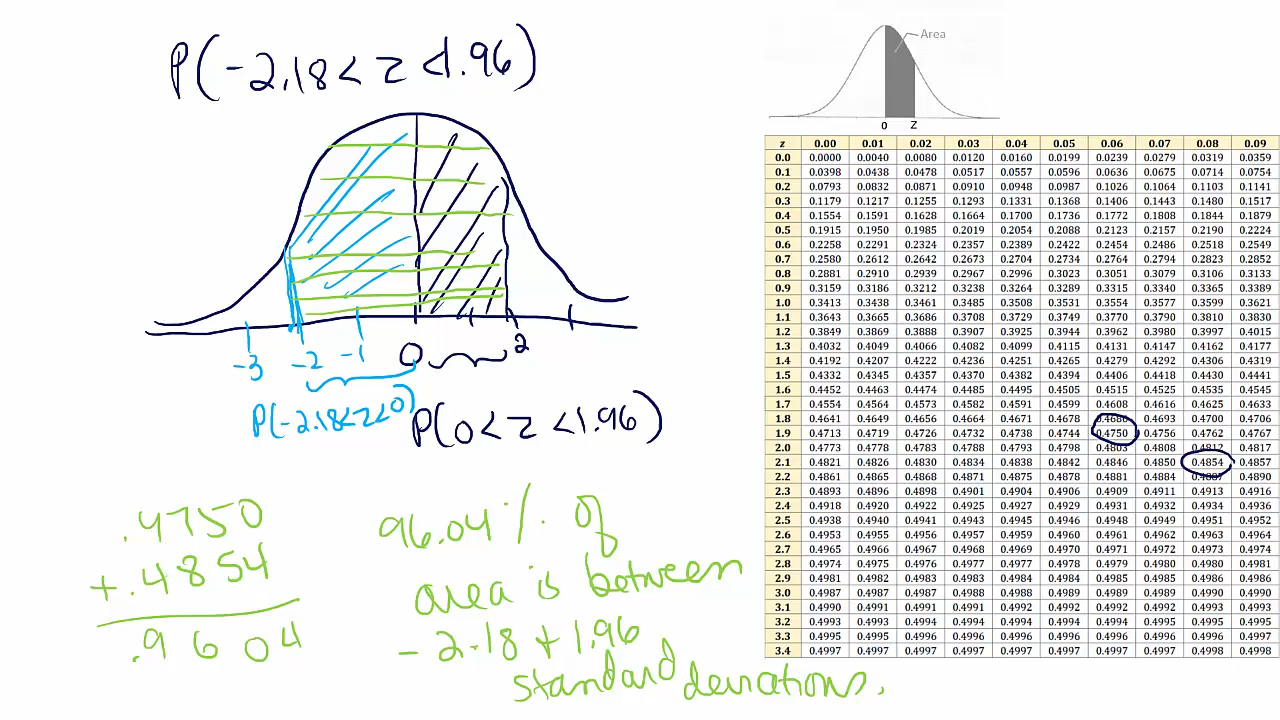 P(-2.18 < z < 1.96)
-3 -2 -1 0 2
P(-2.18 < z < 0) P(0 < z < 1.96)
.4750
+ .4854
.9604
96.04% of
area is between
-2.18 + 1.96
standard deviations.
Area
0 Z
z 0.00 0.01 0.02 0.03 0.04 0.05 0.06 0.07 0.08 0.09
0.0 0.0000 0.0040 0.0080 0.0120 0.0160 0.0199 0.0239 0.0279 0.0319 0.0359
0.1 0.0398 0.0438 0.0478 0.0517 0.0557 0.0596 0.0636 0.0675 0.0714 0.0754
0.2 0.0793 0.0832 0.0871 0.0910 0.0948 0.0987 0.1026 0.1064 0.1103 0.1141
0.3 0.1179 0.1217 0.1255 0.1293 0.1331 0.1368 0.1406 0.1443 0.1480 0.1517
0.4 0.1554 0.1591 0.1628 0.1664 0.1700 0.1736 0.1772 0.1808 0.1844 0.1879
0.5 0.1915 0.1950 0.1985 0.2019 0.2054 0.2088 0.2123 0.2157 0.2190 0.2224
0.6 0.2258 0.2291 0.2324 0.2357 0.2389 0.2422 0.2454 0.2486 0.2518 0.2549
0.7 0.2580 0.2612 0.2642 0.2673 0.2704 0.2734 0.2764 0.2794 0.2823 0.2852
0.8 0.2881 0.2910 0.2939 0.2967 0.2996 0.3023 0.3051 0.3079 0.3106 0.3133
0.9 0.3159 0.3186 0.3212 0.3238 0.3264 0.3289 0.3315 0.3340 0.3365 0.3389
1.0 0.3413 0.3438 0.3461 0.3485 0.3508 0.3531 0.3554 0.3577 0.3599 0.3621
1.1 0.3643 0.3665 0.3686 0.3708 0.3729 0.3749 0.3770 0.3790 0.3810 0.3830
1.2 0.3849 0.3869 0.3888 0.3907 0.3925 0.3944 0.3962 0.3980 0.3997 0.4015
1.3 0.4032 0.4049 0.4066 0.4082 0.4099 0.4115 0.4131 0.4147 0.4162 0.4177
1.4 0.4192 0.4207 0.4222 0.4236 0.4251 0.4265 0.4279 0.4292 0.4306 0.4319
1.5 0.4332 0.4345 0.4357 0.4370 0.4382 0.4394 0.4406 0.4418 0.4430 0.4441
1.6 0.4452 0.4463 0.4474 0.4485 0.4495 0.4505 0.4515 0.4525 0.4535 0.4545
1.7 0.4554 0.4564 0.4573 0.4582 0.4591 0.4599 0.4608 0.4616 0.4625 0.4633
1.8 0.4641 0.4649 0.4656 0.4664 0.4671 0.4678 0.4686 0.4693 0.4700 0.4706
1.9 0.4713 0.4719 0.4726 0.4732 0.4738 0.4744 0.4750 0.4756 0.4762 0.4767
2.0 0.4773 0.4778 0.4783 0.4788 0.4793 0.4798 0.4803 0.4808 0.4812 0.4817
2.1 0.4821 0.4826 0.4830 0.4834 0.4838 0.4842 0.4846 0.4850 0.4854 0.4857
2.2 0.4861 0.4865 0.4868 0.4871 0.4875 0.4878 0.4881 0.4884 0.4887 0.4890
2.3 0.4893 0.4896 0.4898 0.4901 0.4904 0.4906 0.4909 0.4911 0.4913 0.4916
2.4 0.4918 0.4920 0.4922 0.4925 0.4927 0.4929 0.4931 0.4932 0.4934 0.4936
2.5 0.4938 0.4940 0.4941 0.4943 0.4945 0.4946 0.4948 0.4949 0.4951 0.4952
2.6 0.4953 0.4955 0.4956 0.4957 0.4959 0.4960 0.4961 0.4962 0.4963 0.4964
2.7 0.4965 0.4966 0.4967 0.4968 0.4969 0.4970 0.4971 0.4972 0.4973 0.4974
2.8 0.4974 0.4975 0.4976 0.4977 0.4977 0.4978 0.4979 0.4980 0.4980 0.4981
2.9 0.4981 0.4982 0.4983 0.4983 0.4984 0.4984 0.4985 0.4985 0.4986 0.4986
3.0 0.4987 0.4987 0.4987 0.4988 0.4988 0.4989 0.4989 0.4989 0.4990 0.4990
3.1 0.4990 0.4991 0.4991 0.4991 0.4992 0.4992 0.4992 0.4992 0.4993 0.4993
3.2 0.4993 0.4993 0.4994 0.4994 0.4994 0.4994 0.4994 0.4995 0.4995 0.4995
3.3 0.4995 0.4995 0.4996 0.4996 0.4996 0.4996 0.4996 0.4996 0.4996 0.4997
3.4 0.4997 0.4997 0.4997 0.4997 0.4997 0.4997 0.4997 0.4997 0.4998 0.4998